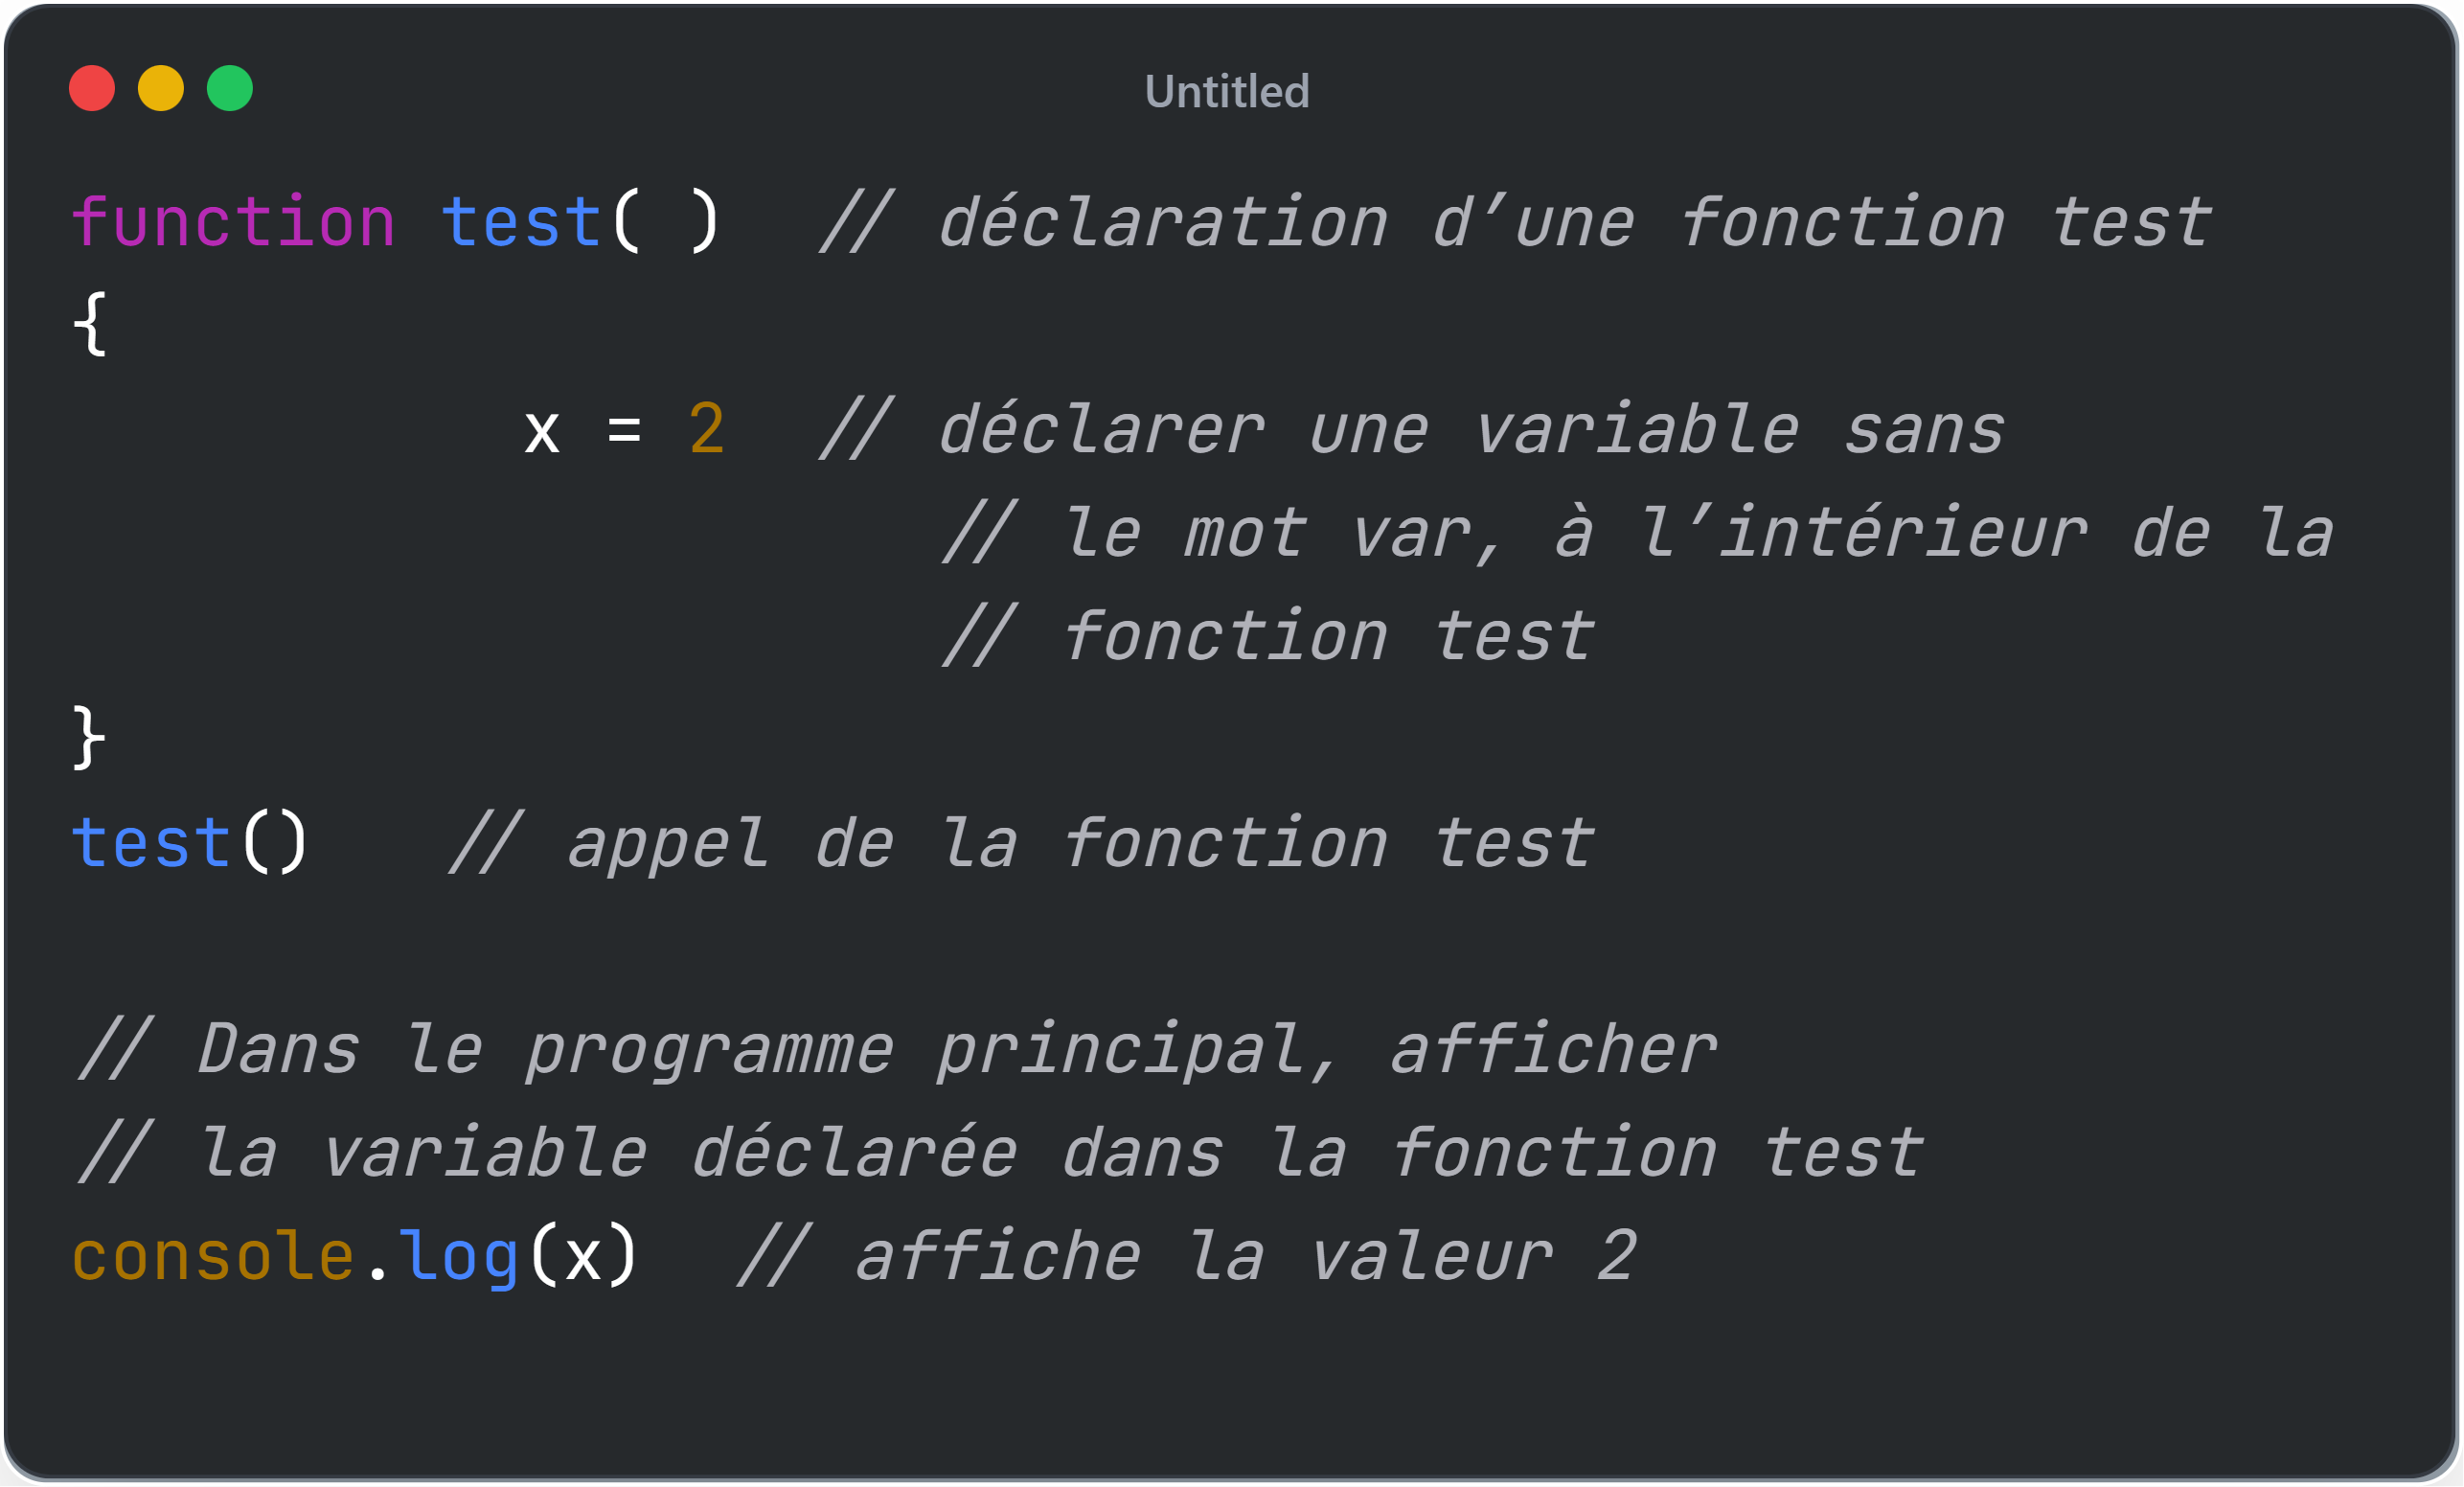 Untitled
function test( )  // déclaration d’une fonction test
{
           x = 2  // déclarer une variable sans
                     // le mot var, à l’intérieur de la
                     // fonction test
}
test()   // appel de la fonction test
// Dans le programme principal, afficher
// la variable déclarée dans la fonction test
console.log(x)  // affiche la valeur 2